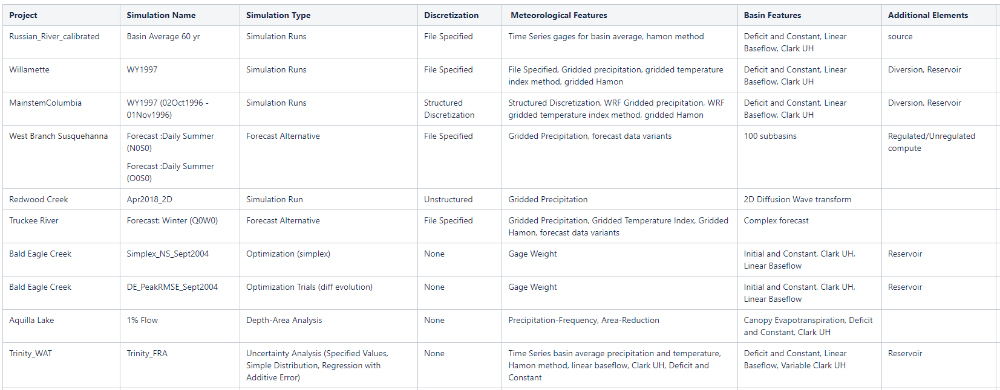 Project Simulation Name Simulation Type Discretization Meteorological Features Basin Features Additional Elements
Russian_River_calibrated
Basin Average 60 yr
Simulation Runs
File Specified
Time Series gages for basin average, hamon method
Deficit and Constant, Linear
Baseflow, Clark UH
source
Willamette
WY1997
Simulation Runs
File Specified
File Specified, Gridded precipitation, gridded temperature
index method, gridded Hamon
Deficit and Constant, Linear
Baseflow, Clark UH
Diversion, Reservoir
MainstemColumbia
WY1997 (02Oct1996 -
01Nov1996)
Simulation Runs
Structured
Discretization
Structured Discretization, WRF Gridded precipitation, WRF
gridded temperature index method, gridded Hamon
Deficit and Constant, Linear
Baseflow, Clark UH
Diversion, Reservoir
West Branch Susquehanna
Forecast :Daily Summer
(N0S0)
Forecast :Daily Summer
(O0S0)
Forecast Alternative
File Specified
Gridded Precipitation, forecast data variants
100 subbasins
Regulated/Unregulated
compute
Redwood Creek
Apr2018_2D
Simulation Run
Unstructured
Gridded Precipitation
2D Diffusion Wave transform
Truckee River
Forecast: Winter (Q0W0)
Forecast Alternative
File Specified
Gridded Precipitation, Gridded Temperature Index, Gridded
Hamon, forecast data variants
Complex forecast
Bald Eagle Creek
Simplex_NS_Sept2004
Optimization (simplex)
None
Gage Weight
Initial and Constant, Clark UH,
Linear Baseflow
Reservoir
Bald Eagle Creek
DE_PeakRMSE_Sept2004
Optimization Trials (diff evolution)
None
Gage Weight
Initial and Constant, Clark UH,
Linear Baseflow
Reservoir
Aquilla Lake
1% Flow
Depth-Area Analysis
None
Precipitation-Frequency, Area-Reduction
Canopy Evapotranspiration, Deficit
and Constant, Clark UH
Trinity_WAT
Trinity_FRA
Uncertainty Analysis (Specified Values,
Simple Distribution, Regression with
Additive Error)
None
Time Series basin average precipitation and temperature,
Hamon method, linear baseflow, Clark UH, Deficit and
Constant
Deficit and Constant, Linear
Baseflow, Variable Clark UH
Reservoir